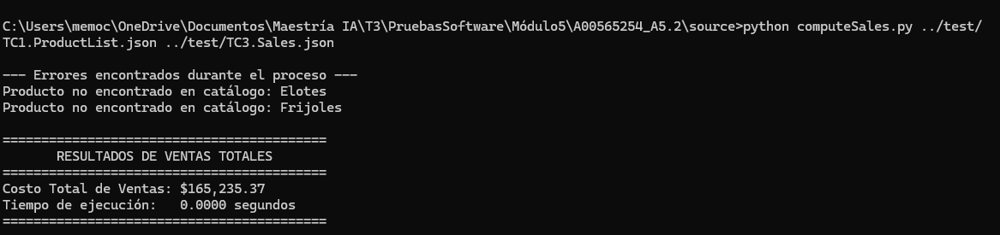 C:\Users\memoc\OneDrive\Documentos\Maestría IA\T3\PruebasSoftware\Módulo5\A00565254_A5.2\source>python computeSales.py ../test/
TC1.ProductList.json ../test/TC3.Sales.json
--- Errores encontrados durante el proceso ---
Producto no encontrado en catálogo: Elotes
Producto no encontrado en catálogo: Frijoles
==========================================
RESULTADOS DE VENTAS TOTALES
==========================================
Costo Total de Ventas: $165,235.37
Tiempo de ejecución:   0.0000 segundos
==========================================